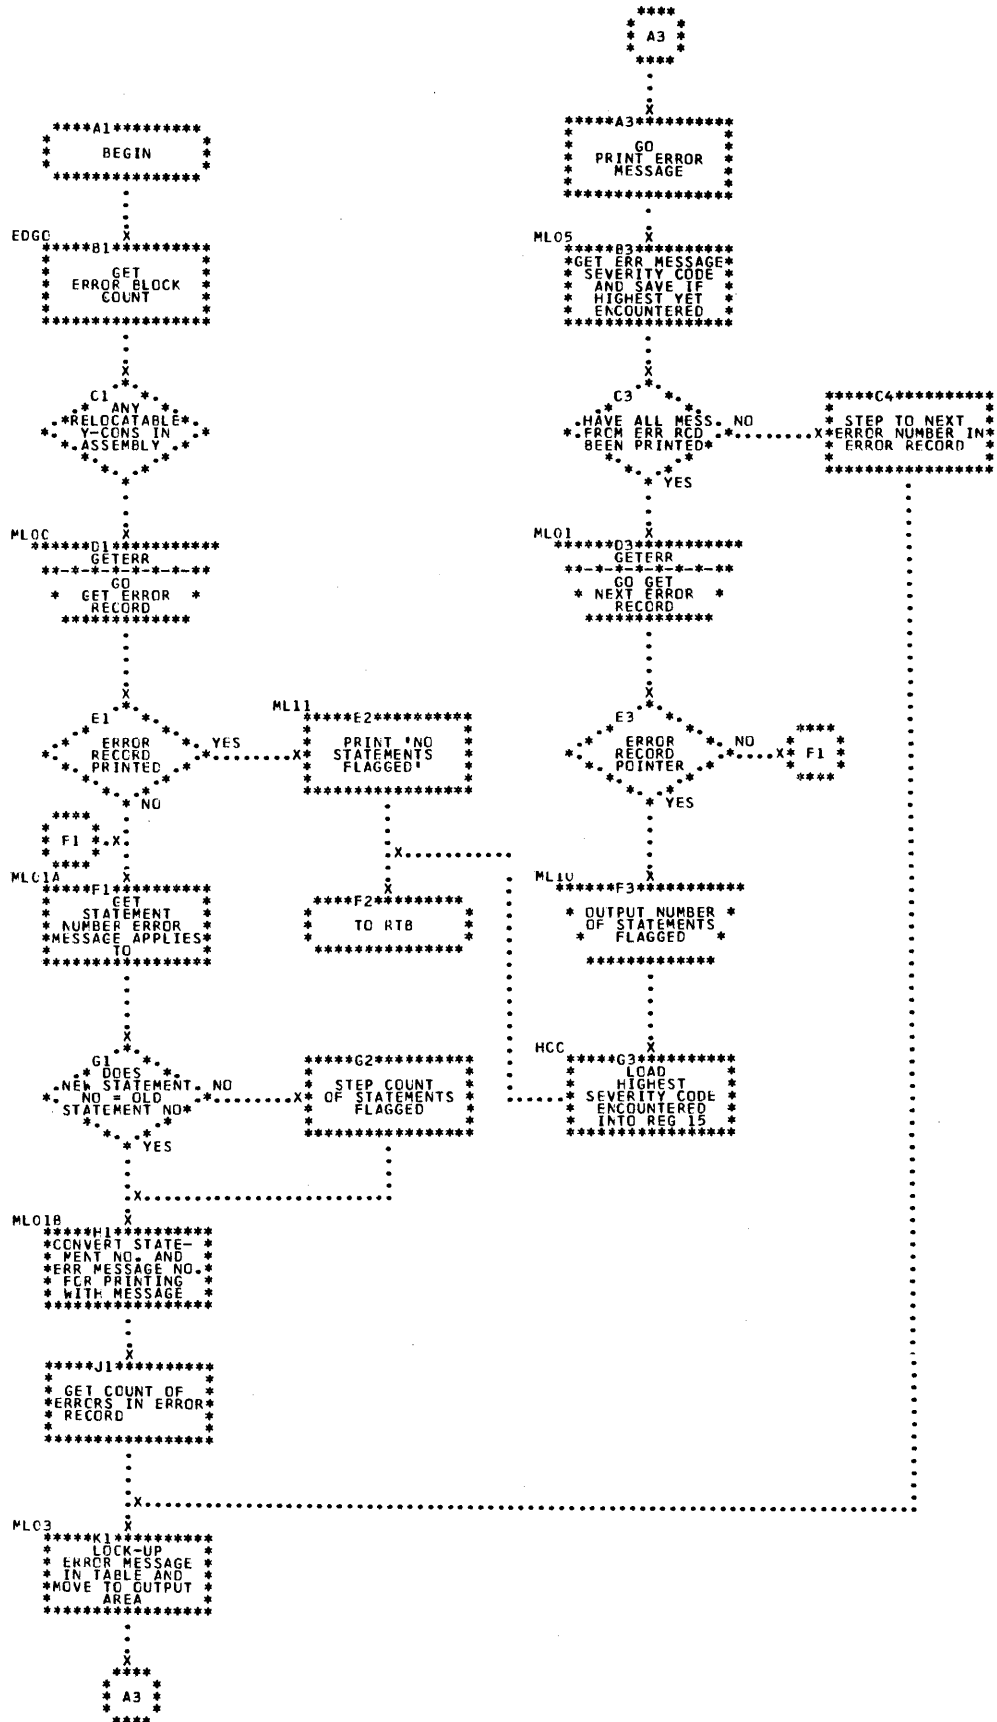 A3
A1
BEGIN
A3
GO
PRINT ERROR
MESSAGE
EDGD
B1
GET
ERROR BLOCK
COUNT
ML05
B3
GET ERR MESSAGE
SEVERITY CODE
AND SAVE IF
HIGHEST YET
ENCOUNTERED
C1
ANY
RELOCATABLE
Y-CONS IN
ASSEMBLY
C3
HAVE ALL MESS.
FROM ERR RCD
BEEN PRINTED
NO
YES
C4
STEP TO NEXT
ERROR NUMBER IN
ERROR RECORD
ML0C
D1
GETERR
GO
GET ERROR
RECORD
ML01
D3
GETERR
GO GET
NEXT ERROR
RECORD
E1
ERROR
RECORD
PRINTED
YES
NO
ML11
E2
PRINT 'NO
STATEMENTS
FLAGGED'
E3
ERROR
RECORD
POINTER
NO
F1
YES
F1
ML01A
F1
GET
STATEMENT
NUMBER ERROR
MESSAGE APPLIES
TO
F2
TO RTB
ML10
F3
OUTPUT NUMBER
OF STATEMENTS
FLAGGED
G1
DOES
NEW STATEMENT
NO = OLD
STATEMENT NO
NO
YES
G2
STEP COUNT
OF STATEMENTS
FLAGGED
HCC
G3
LOAD
HIGHEST
SEVERITY CODE
ENCOUNTERED
INTO REG 15
ML01B
H1
CONVERT STATE-
MENT NO. AND
ERR MESSAGE NO.
FOR PRINTING
WITH MESSAGE
J1
GET COUNT OF
ERRORS IN ERROR
RECORD
ML03
K1
LOCK-UP
ERROR MESSAGE
IN TABLE AND
MOVE TO OUTPUT
AREA
A3